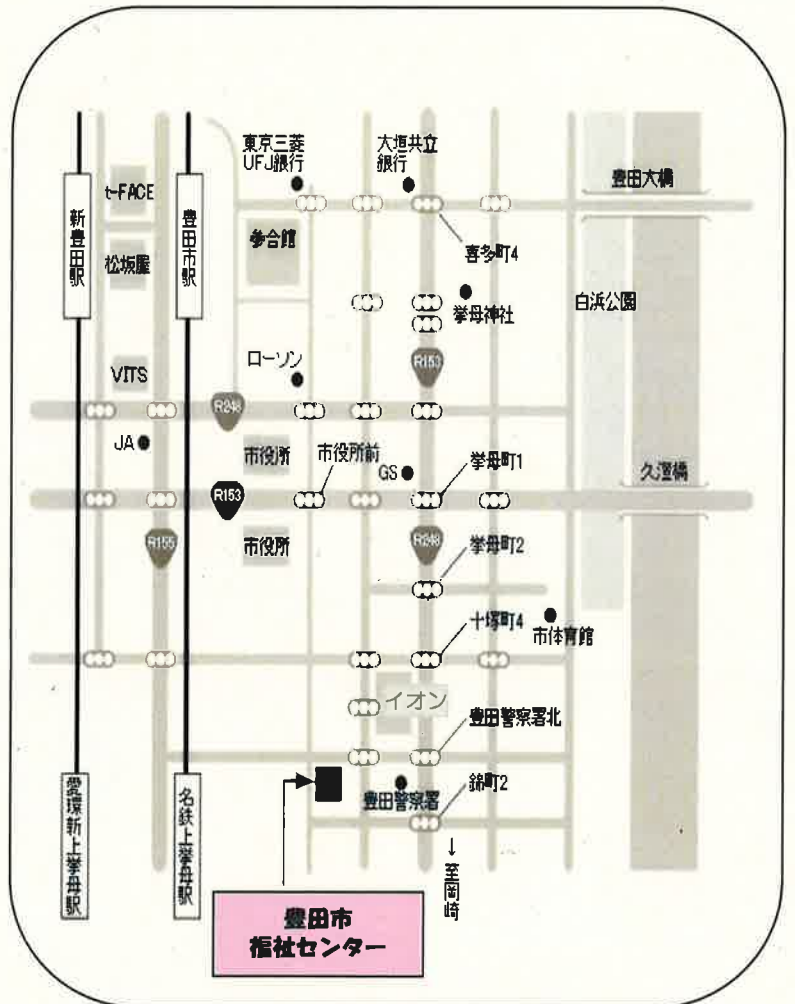 東京三菱
UFJ銀行
大垣共立
銀行
豊田大橋
t-FACE
新豊田駅
豊田市駅
参合館
松坂屋
喜多町4
挙母神社
白浜公園
VITS
ローソン
R153
R248
JA
市役所
市役所前
GS
挙母町1
久澄橋
R153
R155
市役所
R248
挙母町2
十塚町4
市体育館
イオン
豊田警察署北
豊田警察署
錦町2
愛環新上挙母駅
名鉄上挙母駅
↓至岡崎
豊田市
福祉センター